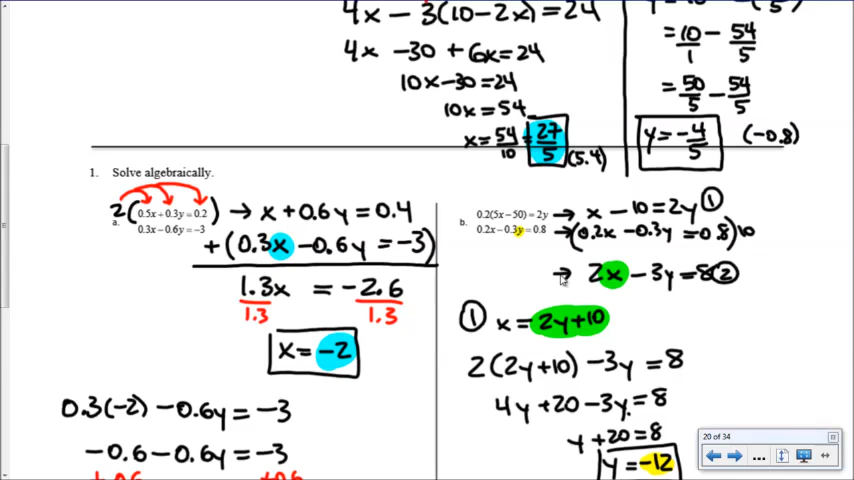 4x - 3(10 - 2x) = 24
4x - 30 + 6x = 24
10x - 30 = 24
10x = 54
x = 54/10 = 27/5 (5.4)
= 10/1 - 54/5
= 50/5 - 54/5
y = -4/5 (-0.8)
1. Solve algebraically.
a.
2(0.5x + 0.3y = 0.2) → x + 0.6y = 0.4
0.3x - 0.6y = -3 + (0.3x - 0.6y = -3)
1.3x = -2.6
1.3 1.3
x = -2
0.3(-2) - 0.6y = -3
-0.6 - 0.6y = -3
+0.6 +0.6
b.
0.2(5x - 50) = 2y → x - 10 = 2y ①
0.2x - 0.3y = 0.8 → (0.2x - 0.3y = 0.8)10
→ 2x - 3y = 8 ②
① x = 2y + 10
2(2y + 10) - 3y = 8
4y + 20 - 3y = 8
y + 20 = 8
y = -12
20 of 34